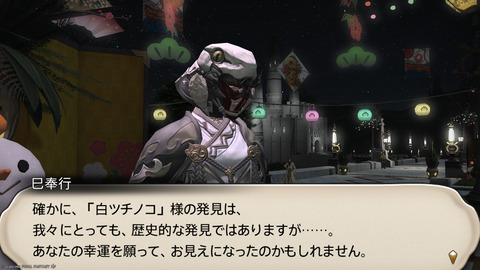 巳奉行
確かに、「白ツチノコ」様の発見は、
我々にとっても、歴史的な発見ではありますが……。
あなたの幸運を願って、お見えになったのかもしれません。